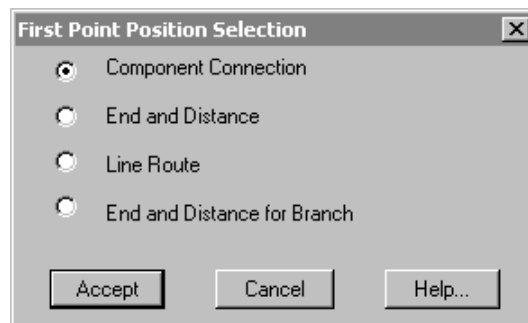 First Point Position Selection
Component Connection
End and Distance
Line Route
End and Distance for Branch
Accept Cancel Help...